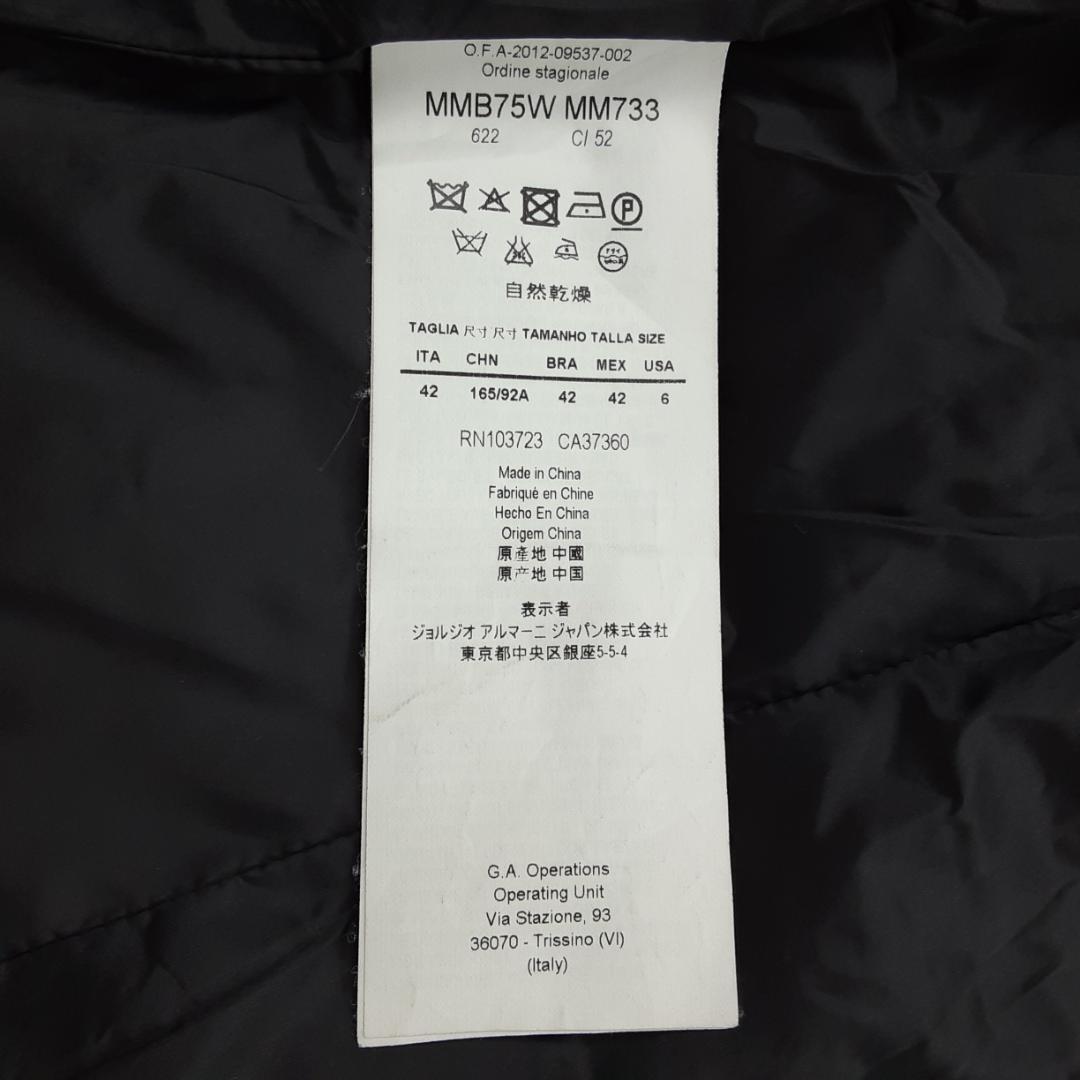 O.F.A-2012-09537-002
Ordine stagionale
MMB75W MM733
622 CI 52
P
自然乾燥
TAGLIA 尺寸 尺寸 TAMANHO TALLA SIZE
ITA CHN BRA MEX USA
42 165/92A 42 42 6
RN103723 CA37360
Made in China
Fabriqué en Chine
Hecho En China
Origem China
原產地 中國
原产地 中国
表示者
ジョルジオ アルマーニ ジャパン株式会社
東京都中央区銀座5-5-4
G.A. Operations
Operating Unit
Via Stazione, 93
36070 - Trissino (VI)
(Italy)